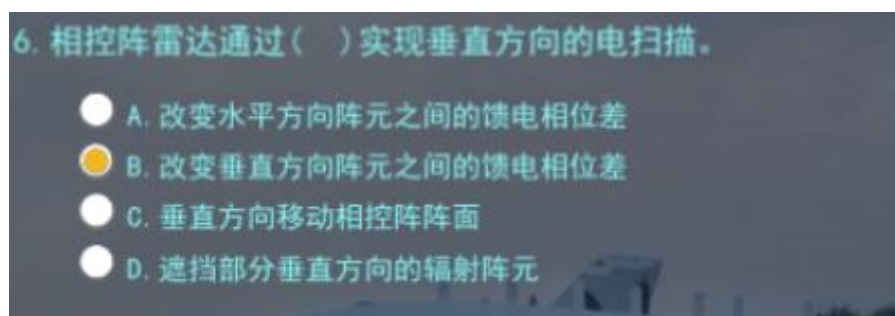 6. 相控阵雷达通过( )实现垂直方向的电扫描。
A. 改变水平方向阵元之间的馈电相位差
B. 改变垂直方向阵元之间的馈电相位差
C. 垂直方向移动相控阵阵面
D. 遮挡部分垂直方向的辐射阵元